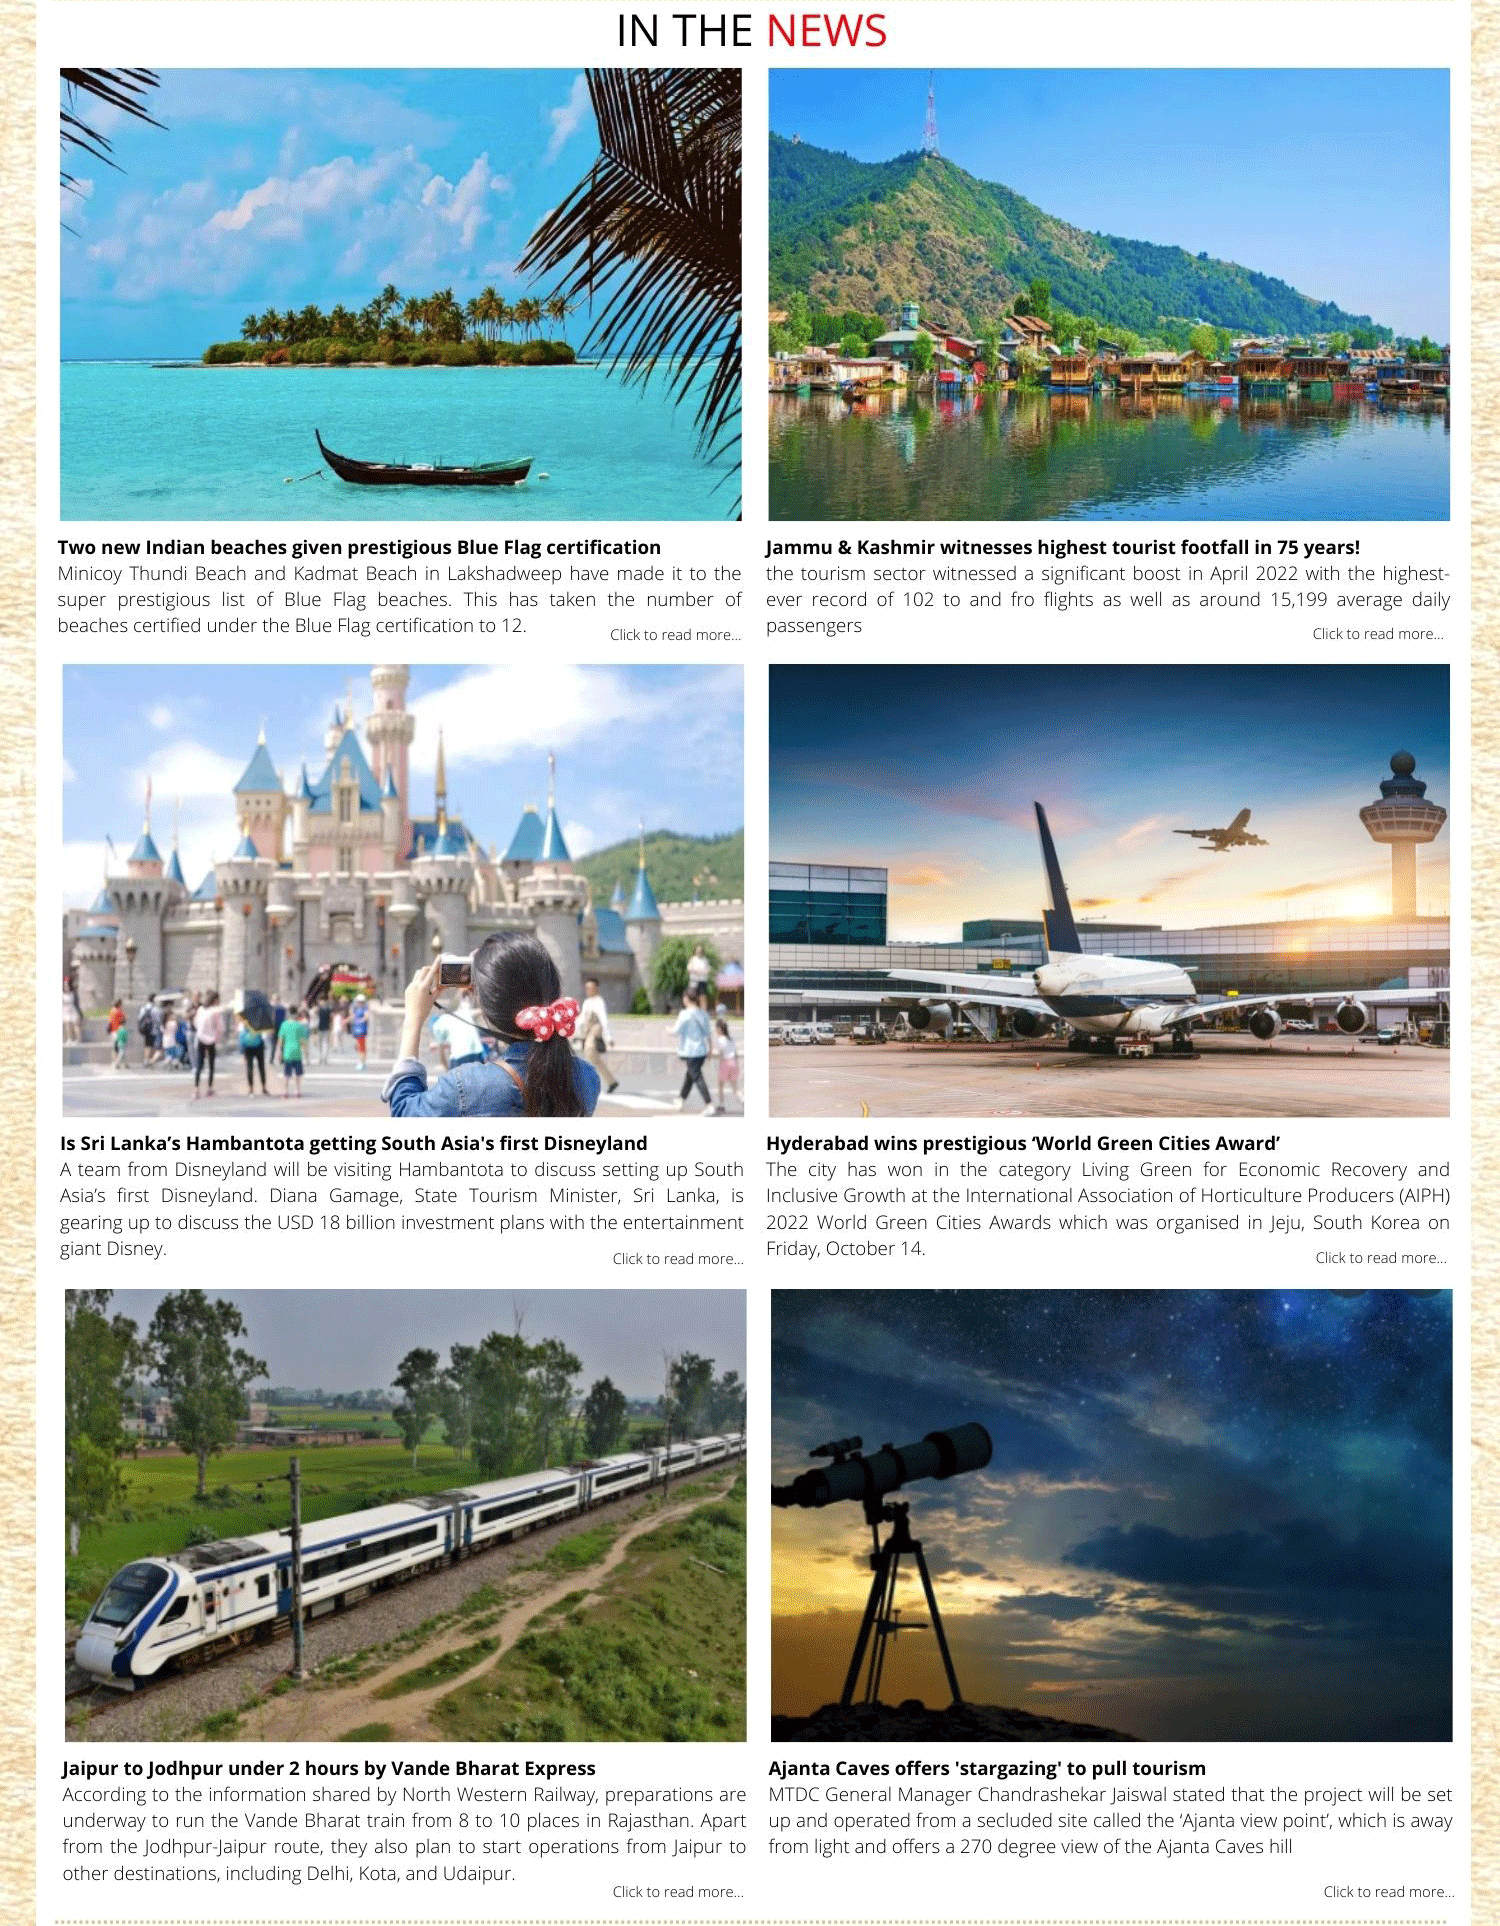 IN THE NEWS
Two new Indian beaches given prestigious Blue Flag certification
Minicoy Thundi Beach and Kadmat Beach in Lakshadweep have made it to the
super prestigious list of Blue Flag beaches. This has taken the number of
beaches certified under the Blue Flag certification to 12.
Click to read more...
Jammu & Kashmir witnesses highest tourist footfall in 75 years!
the tourism sector witnessed a significant boost in April 2022 with the highest-
ever record of 102 to and fro flights as well as around 15,199 average daily
passengers
Click to read more...
Is Sri Lanka’s Hambantota getting South Asia's first Disneyland
A team from Disneyland will be visiting Hambantota to discuss setting up South
Asia’s first Disneyland. Diana Gamage, State Tourism Minister, Sri Lanka, is
gearing up to discuss the USD 18 billion investment plans with the entertainment
giant Disney.
Click to read more...
Hyderabad wins prestigious ‘World Green Cities Award’
The city has won in the category Living Green for Economic Recovery and
Inclusive Growth at the International Association of Horticulture Producers (AIPH)
2022 World Green Cities Awards which was organised in Jeju, South Korea on
Friday, October 14.
Click to read more...
Jaipur to Jodhpur under 2 hours by Vande Bharat Express
According to the information shared by North Western Railway, preparations are
underway to run the Vande Bharat train from 8 to 10 places in Rajasthan. Apart
from the Jodhpur-Jaipur route, they also plan to start operations from Jaipur to
other destinations, including Delhi, Kota, and Udaipur.
Click to read more...
Ajanta Caves offers 'stargazing' to pull tourism
MTDC General Manager Chandrashekar Jaiswal stated that the project will be set
up and operated from a secluded site called the ‘Ajanta view point’, which is away
from light and offers a 270 degree view of the Ajanta Caves hill
Click to read more...